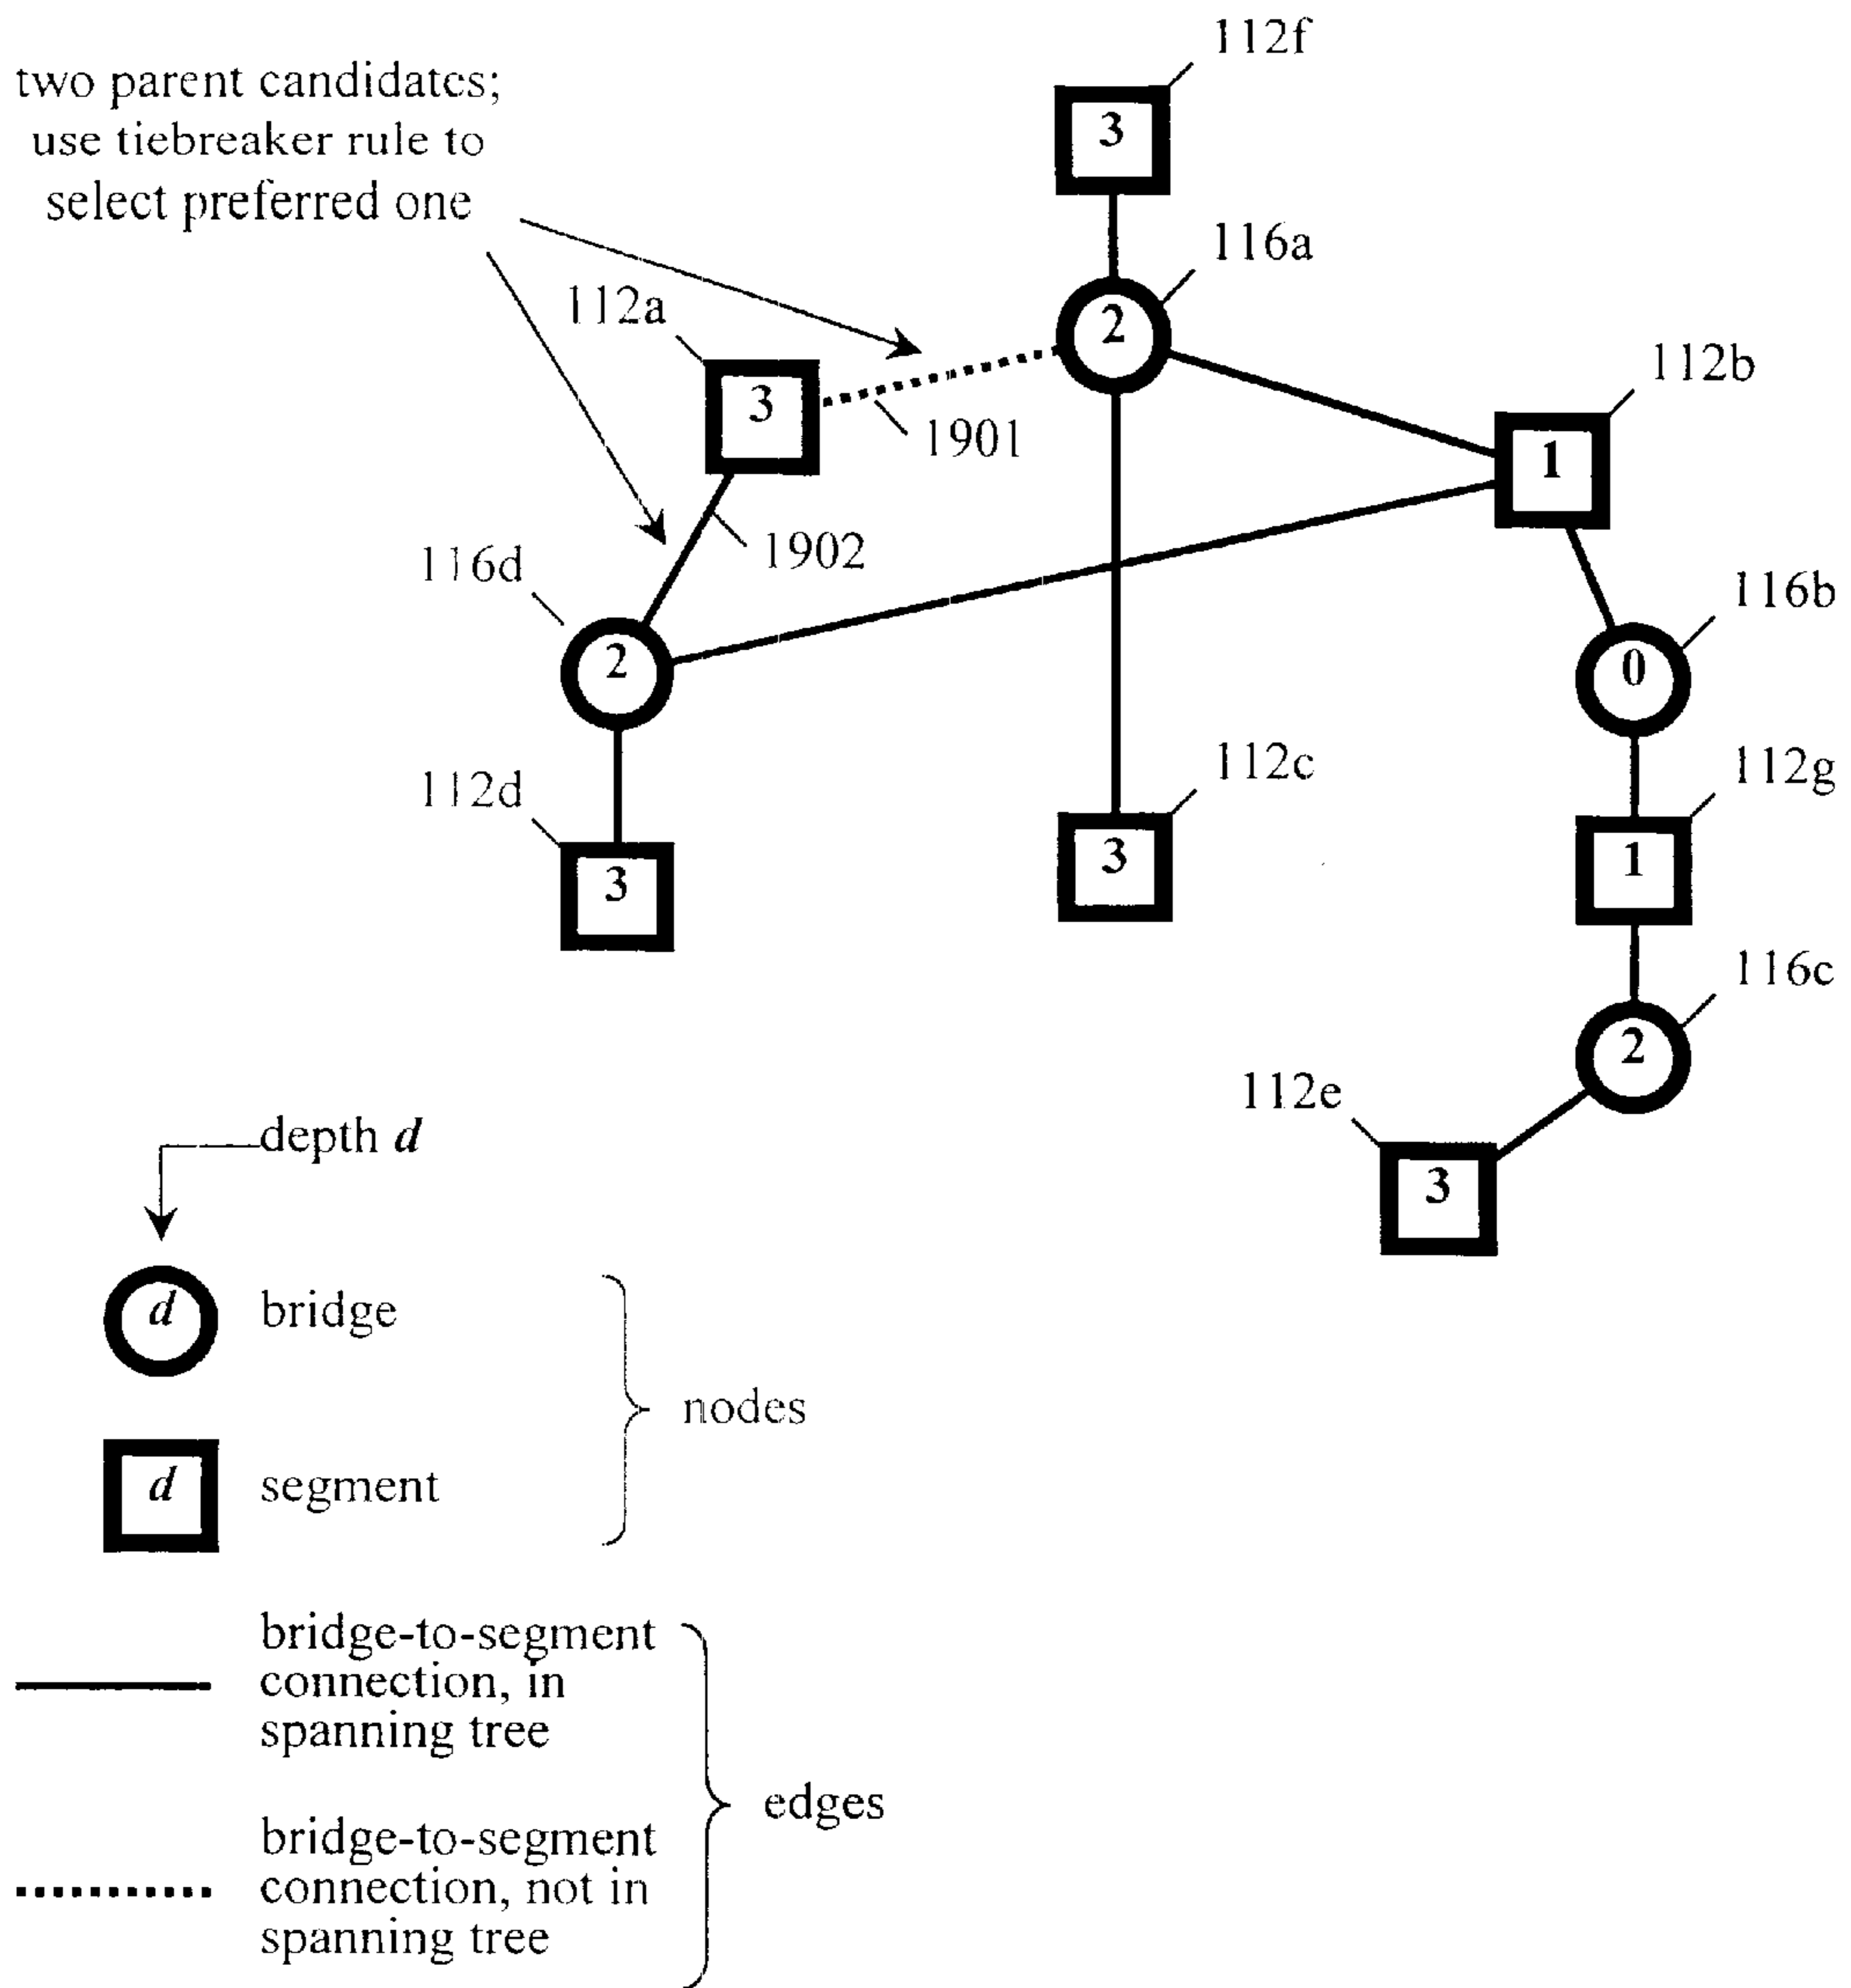 112f
two parent candidates;
use tiebreaker rule to
select preferred one
3
116a
2
112a
3
1901
112b
1
1902
116d
2
116b
0
112d
3
112c
3
112g
1
116c
2
112e
3
depth d
d
bridge
nodes
d
segment
bridge-to-segment
connection, in
spanning tree
edges
bridge-to-segment
connection, not in
spanning tree